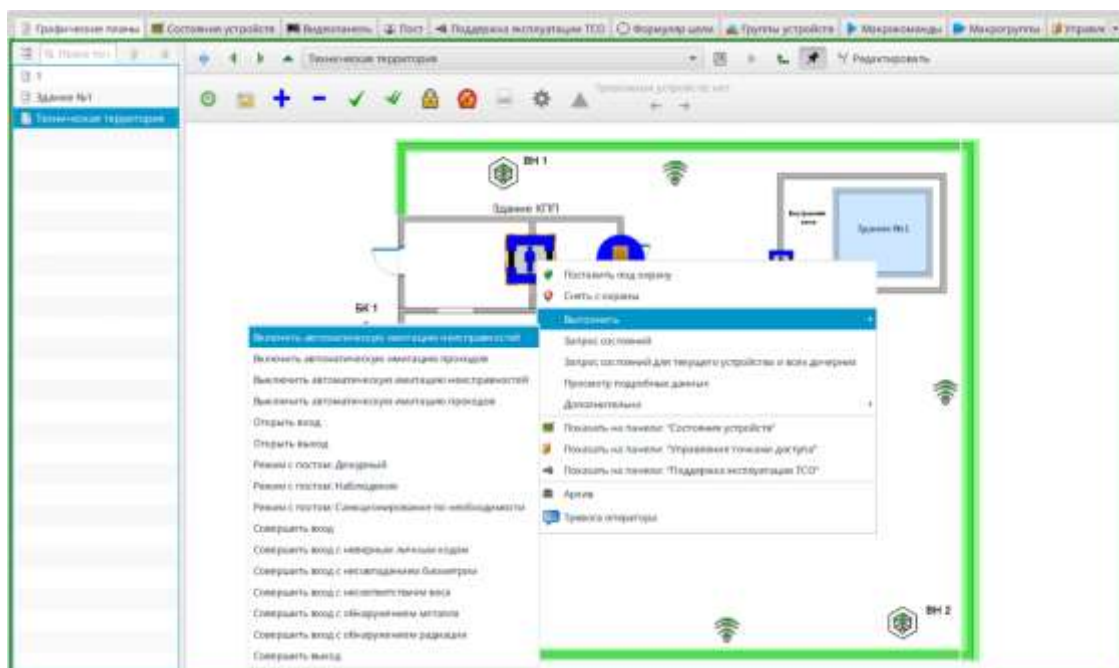 Графические планы Состояния устройств Видеопанель Пост Поддержка эксплуатации ТСО Формуляр цели Группы устройств Макрокоманды Макрогруппы
Техническая территория Редактировать
1
Здание №1
Техническая территория
Тревожных устройств нет
ВН 1
Здание КПП
Здание №1
БК 1
Поставить под охрану
Снять с охраны
Выполнить
Запрос состояний
Запрос состояний для текущего устройства и всех дочерних
Просмотр подробных данных
Дополнительно
Показать на панели: "Состояния устройств"
Показать на панели: "Управление точками доступа"
Показать на панели: "Поддержка эксплуатации ТСО"
Архив
Тревога оператора
Включить автоматическую имитацию неисправностей
Включить автоматическую имитацию проходов
Выключить автоматическую имитацию неисправностей
Выключить автоматическую имитацию проходов
Открыть вход
Открыть выход
Режим с постом: Дежурный
Режим с постом: Наблюдение
Режим с постом: Санкционирование по необходимости
Совершить вход
Совершить вход с неверным личным кодом
Совершить вход с несовпадением биометрии
Совершить вход с несоответствием веса
Совершить вход с обнаружением металла
Совершить вход с обнаружением радиации
Совершить выход
ВН 2